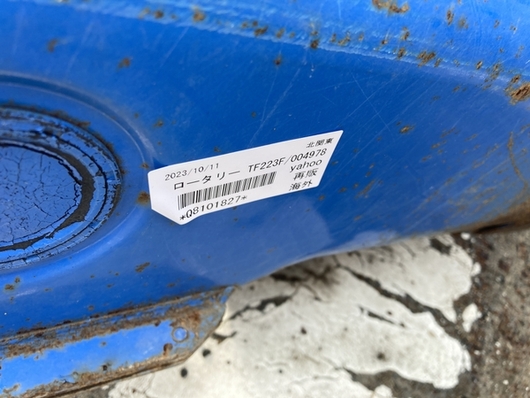 北関東
2023/10/11
ロータリー TF223F/004978
yahoo
再販
海外
*Q8101827*